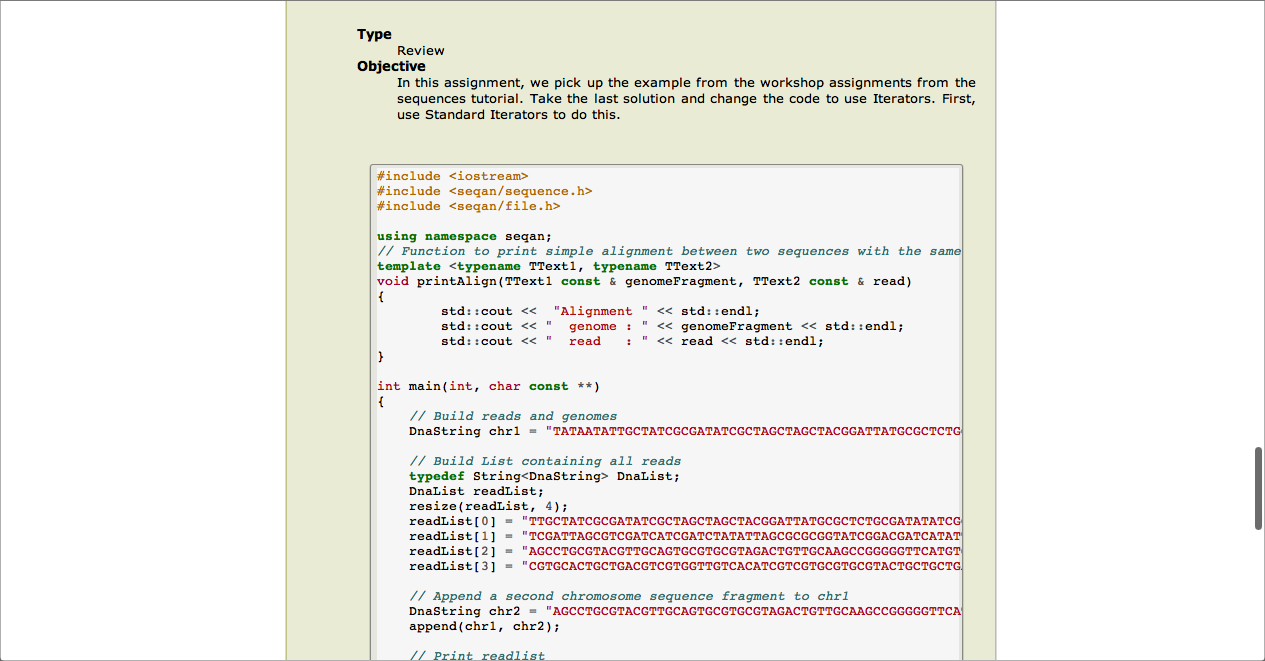 Type
Review
Objective
In this assignment, we pick up the example from the workshop assignments from the
sequences tutorial. Take the last solution and change the code to use Iterators. First,
use Standard Iterators to do this.
#include <iostream>
#include <seqan/sequence.h>
#include <seqan/file.h>
using namespace seqan;
// Function to print simple alignment between two sequences with the same
template <typename TText1, typename TText2>
void printAlign(TText1 const & genomeFragment, TText2 const & read)
{
std::cout <<  "Alignment " << std::endl;
std::cout << "  genome : " << genomeFragment << std::endl;
std::cout << "  read   : " << read << std::endl;
}
int main(int, char const **)
{
// Build reads and genomes
DnaString chr1 = "TATAATATTGCTATCGCGATATCGCTAGCTAGCTACGGATTATGCGCTCTG
// Build List containing all reads
typedef String<DnaString> DnaList;
DnaList readList;
resize(readList, 4);
readList[0] = "TTGCTATCGCGATATCGCTAGCTAGCTACGGATTATGCGCTCTGCGATATATCG
readList[1] = "TCGATTAGCGTCGATCATCGATCTATATTAGCGCGCGGTATCGGACGATCATAT
readList[2] = "AGCCTGCGTACGTTGCAGTGCGTGCGTAGACTGTTGCAAGCCGGGGGTTCATGT
readList[3] = "CGTGCACTGCTGACGTCGTGGTTGTCACATCGTCGTGCGTGCGTACTGCTGCTG
// Append a second chromosome sequence fragment to chr1
DnaString chr2 = "AGCCTGCGTACGTTGCAGTGCGTGCGTAGACTGTTGCAAGCCGGGGGTTCA
append(chr1, chr2);
// Print readlist